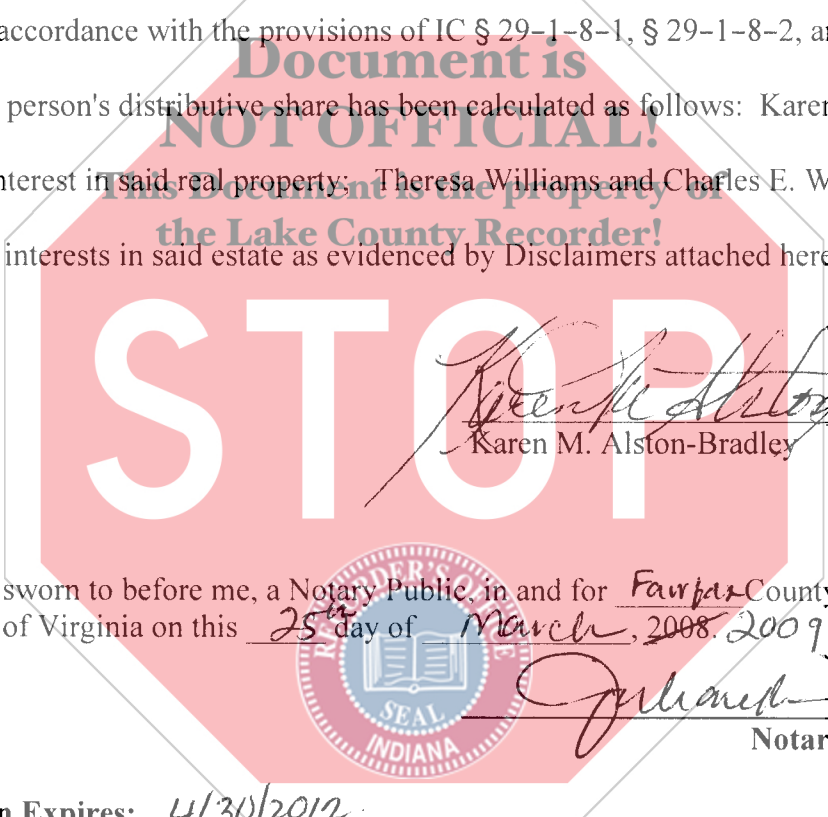 accordance with the provisions of IC § 29-1-8-1, § 29-1-8-2, an
Document is
person's distributive share has been calculated as follows: Karen
NOT OFFICIAL!
nterest in said real property; Theresa Williams and Charles E. W
This Document is the property of
the Lake County Recorder!
interests in said estate as evidenced by Disclaimers attached here
STOP
Karen M. Alston
Karen M. Alston-Bradley
sworn to before me, a Notary Public, in and for Fairfax County
of Virginia on this 25th day of March, 2008. 2009
RECORDER'S OFFICE
SEAL
INDIANA
Notar
n Expires: 4/30/2012